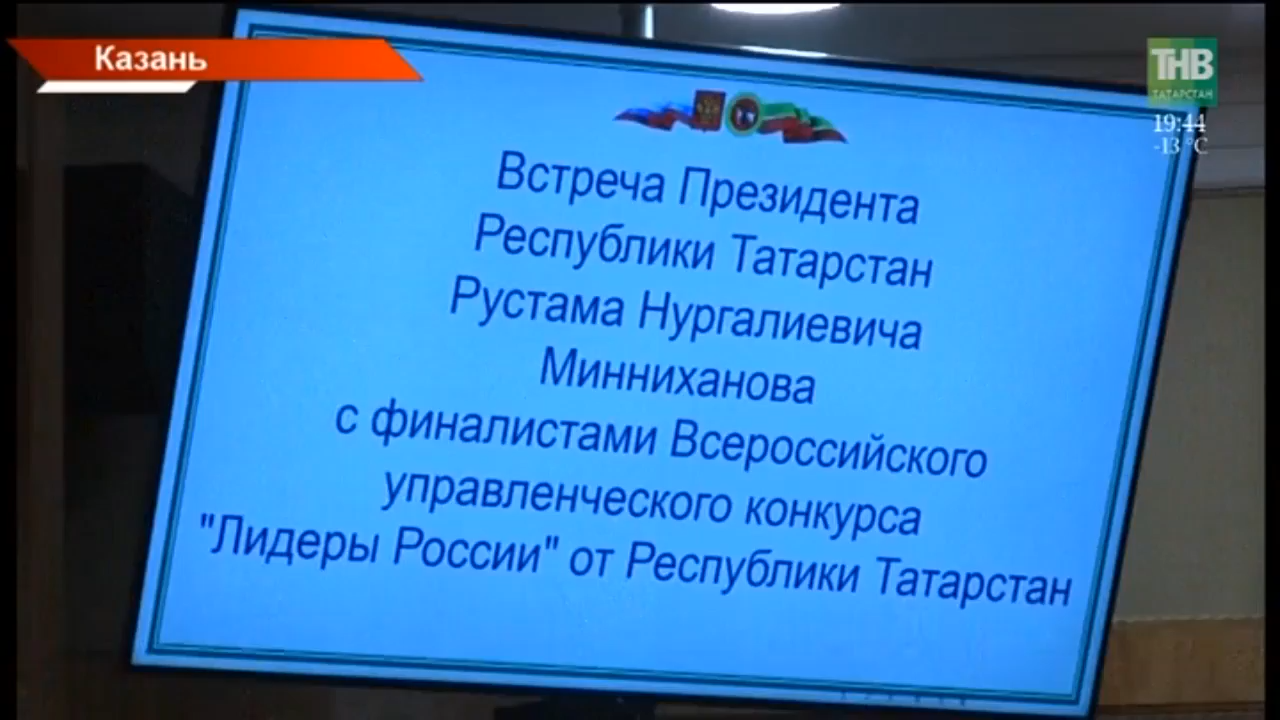 Казань
ТНВ
ТАТАРСТАН
19:44
-13 °C
Встреча Президента
Республики Татарстан
Рустама Нургалиевича
Минниханова
с финалистами Всероссийского
управленческого конкурса
"Лидеры России" от Республики Татарстан